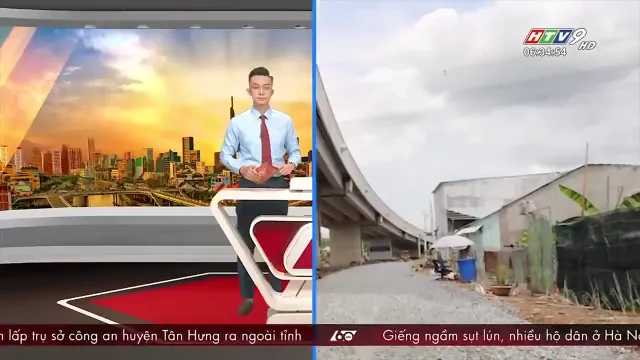 HTV9 HD
06:34:54
lấp trụ sở công an huyện Tân Hưng ra ngoài tỉnh 60 Giếng ngầm sụt lún, nhiều hộ dân ở Hà